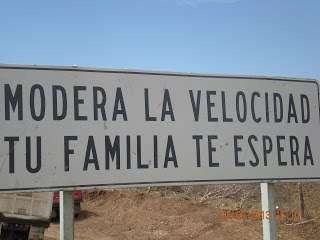 MODERA LA VELOCIDAD
TU FAMILIA TE ESPERA